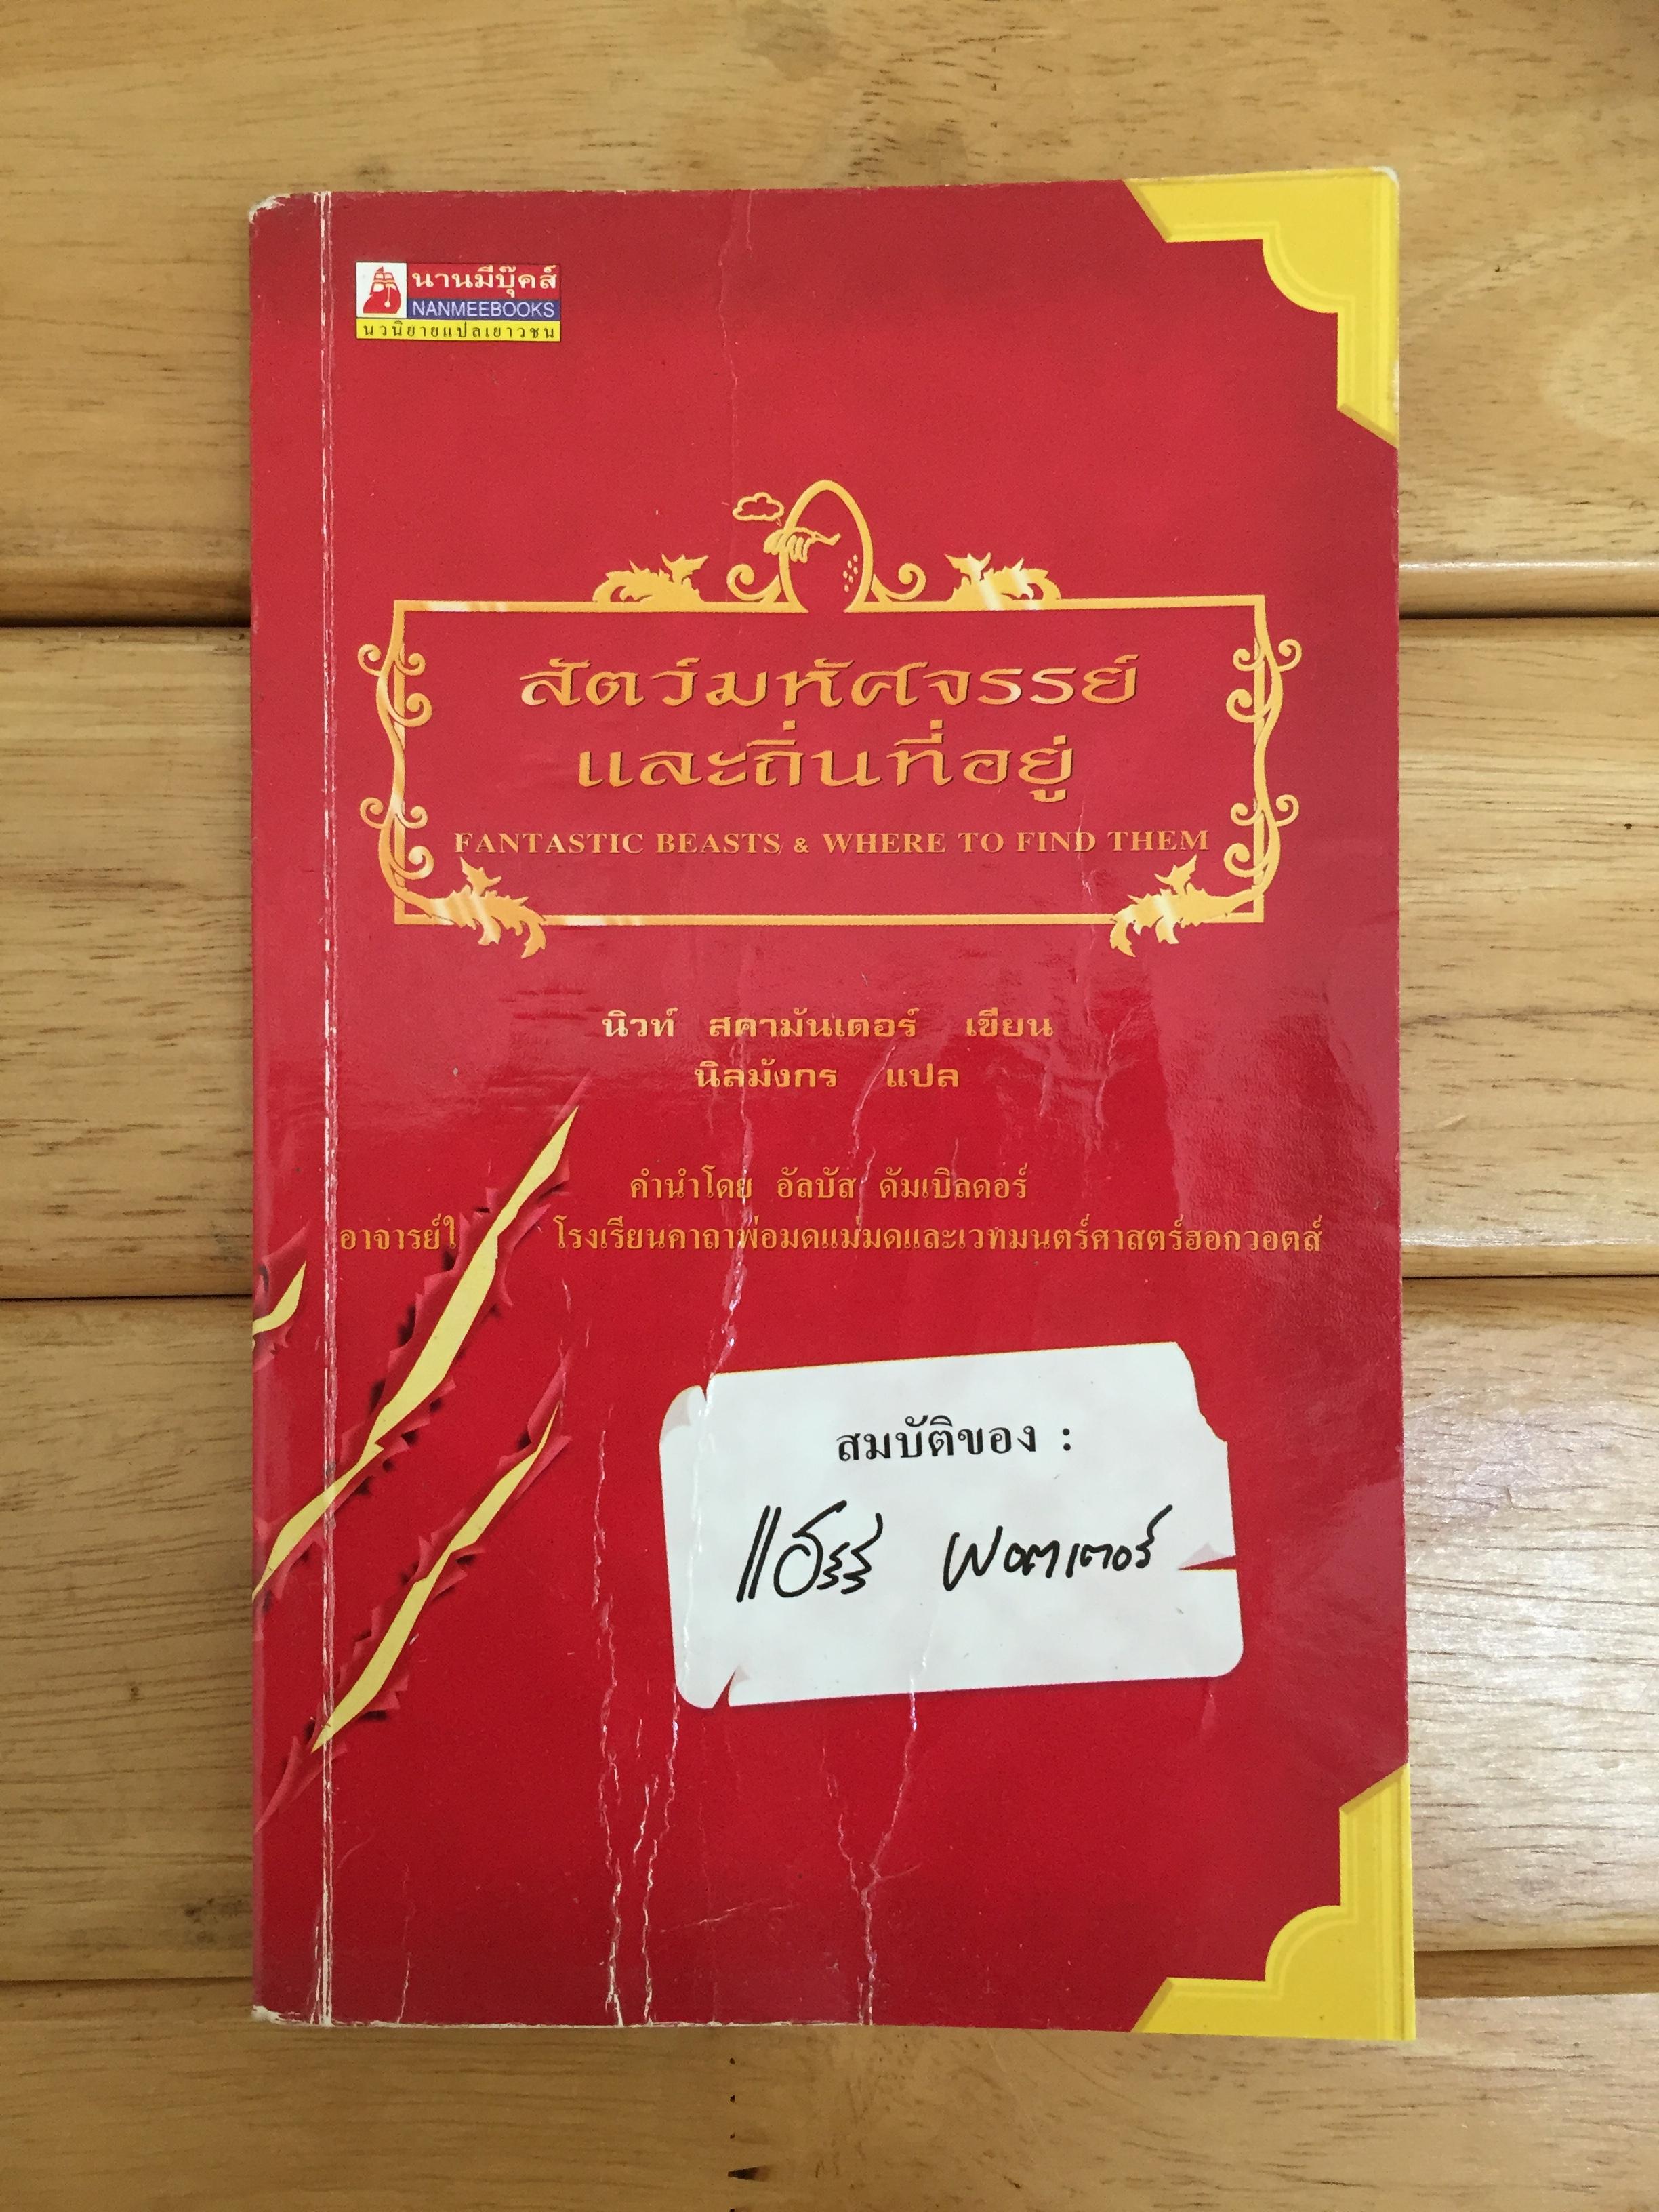 นานมีบุ๊คส์
NANMEEBOOKS
นวนิยายแปลเยาวชน
สัตว์มหัศจรรย์
และถิ่นที่อยู่
FANTASTIC BEASTS & WHERE TO FIND THEM
นิวท์ สคามันเดอร์ เขียน
นิลมังกร แปล
คำนำโดย อัลบัส ดัมเบิลดอร์
อาจารย์ใ โรงเรียนคาถาพ่อมดแม่มดและเวทมนตร์ศาสตร์ฮอกวอตส์
สมบัติของ :
แฮร์รี่ พอตเตอร์